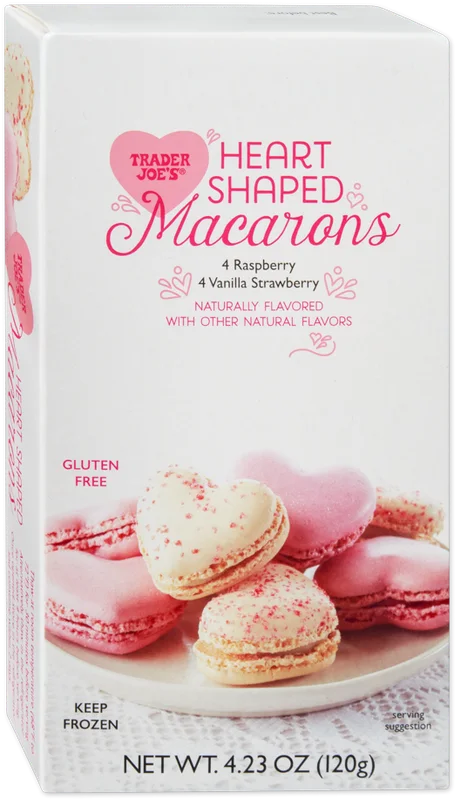 TRADER
JOE'S®
HEART
SHAPED
Macarons
4 Raspberry
4 Vanilla Strawberry
NATURALLY FLAVORED
WITH OTHER NATURAL FLAVORS
GLUTEN
FREE
KEEP
FROZEN
serving
suggestion
NET WT. 4.23 OZ (120g)